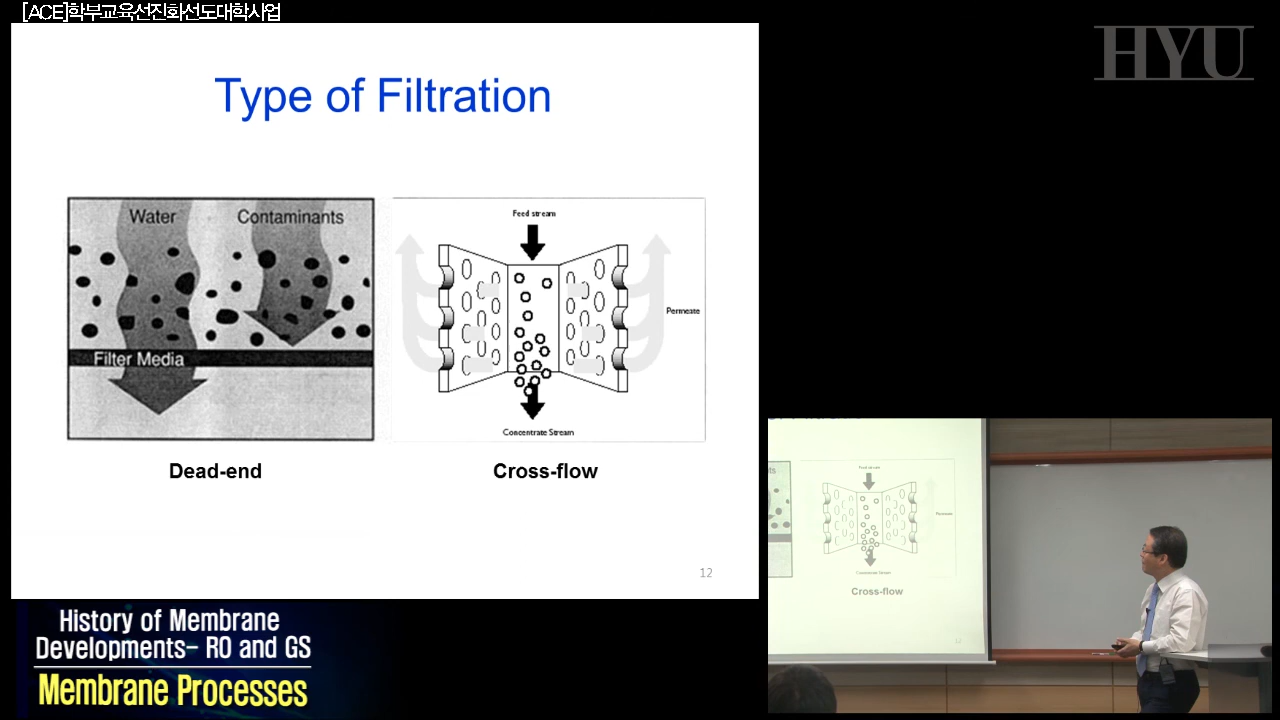 [ACE]학부교육선진화선도대학사업
HYU
Type of Filtration
Water
Contaminants
Filter Media
Feed stream
Permeate
Concentrate Stream
Dead-end
Cross-flow
12
History of Membrane
Developments- RO and GS
Membrane Processes
Feed stream
Permeate
Concentrate Stream
Cross-flow